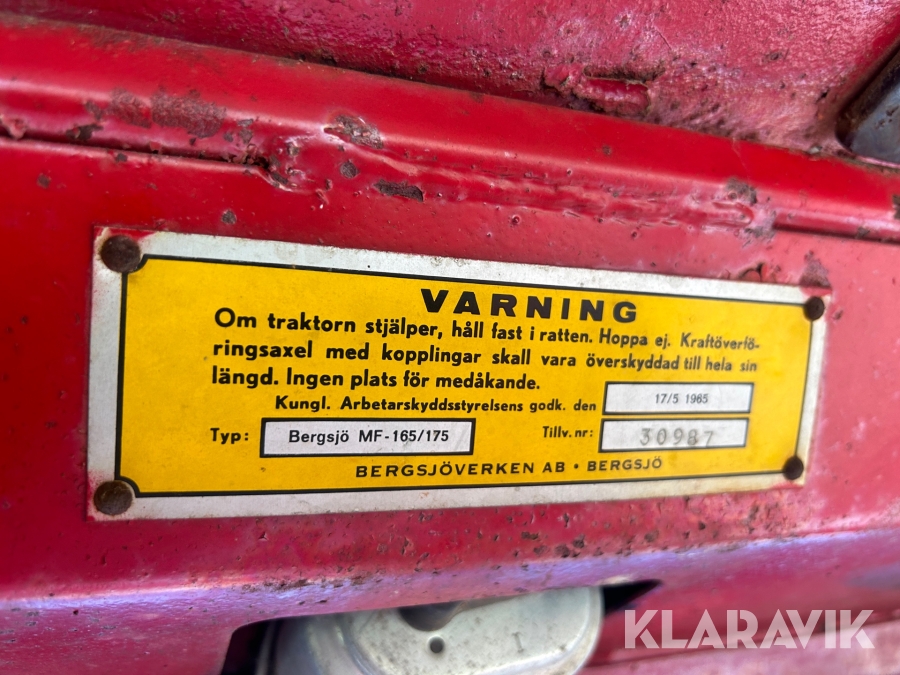 VARNING
Om traktorn stjälper, håll fast i ratten. Hoppa ej. Kraftöverfö-
ringsaxel med kopplingar skall vara överskyddad till hela sin
längd. Ingen plats för medåkande.
Kungl. Arbetarskyddsstyrelsens godk. den 17/5 1965
Typ: Bergsjö MF-165/175 Tillv.nr: 30987
BERGSJÖVERKEN AB • BERGSJÖ
KLARAVIK